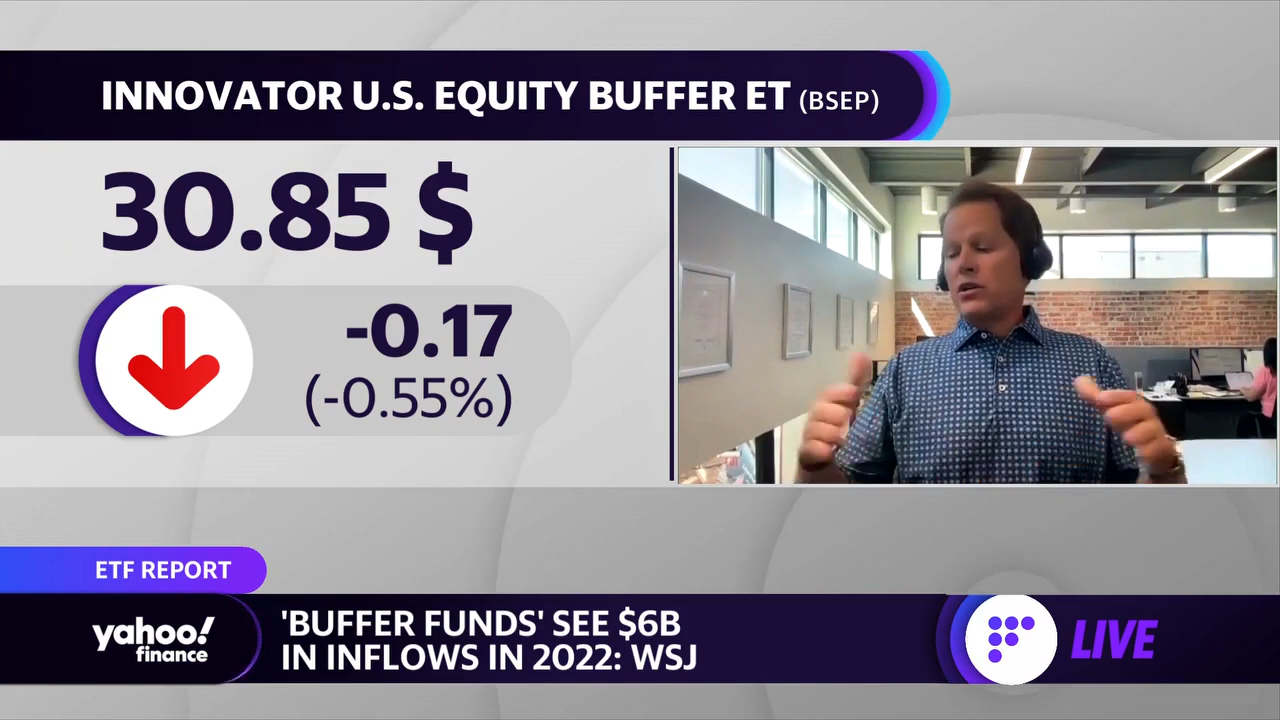 INNOVATOR U.S. EQUITY BUFFER ET (BSEP)
30.85 $
-0.17
(-0.55%)
ETF REPORT
yahoo!
finance
'BUFFER FUNDS' SEE $6B
IN INFLOWS IN 2022: WSJ
LIVE